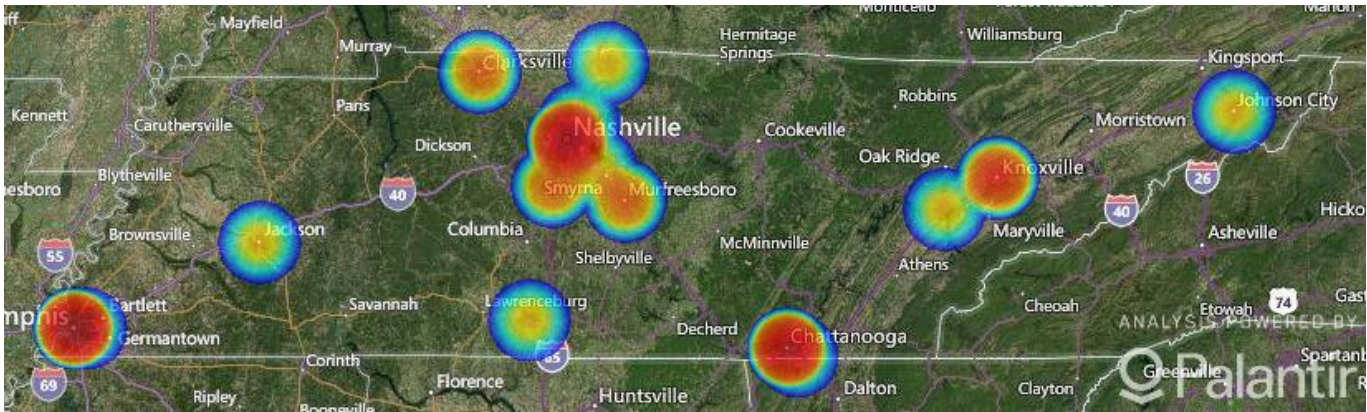 Mayfield
Monticello
Marion
Murray
Hermitage
Springs
Williamsburg
Kingsport
Clarksville
Kennett
Paris
Caruthersville
Robbins
Johnson City
Nashville
Cookeville
Morristown
Dickson
Oak Ridge
Knoxville
Blytheville
40
Smyrna
Murfreesboro
26
40
Brownsville
Jackson
Columbia
McMinnville
Maryville
Asheville
55
Shelbyville
Athens
Bartlett
Savannah
Lawrenceburg
Cheoah
Etowah
74
Germantown
Decherd
Chattanooga
ANALYSIS POWERED BY
Palantir
Corinth
65
Greenville
69
Ripley
Florence
Huntsville
Dalton
Clayton
Booneville